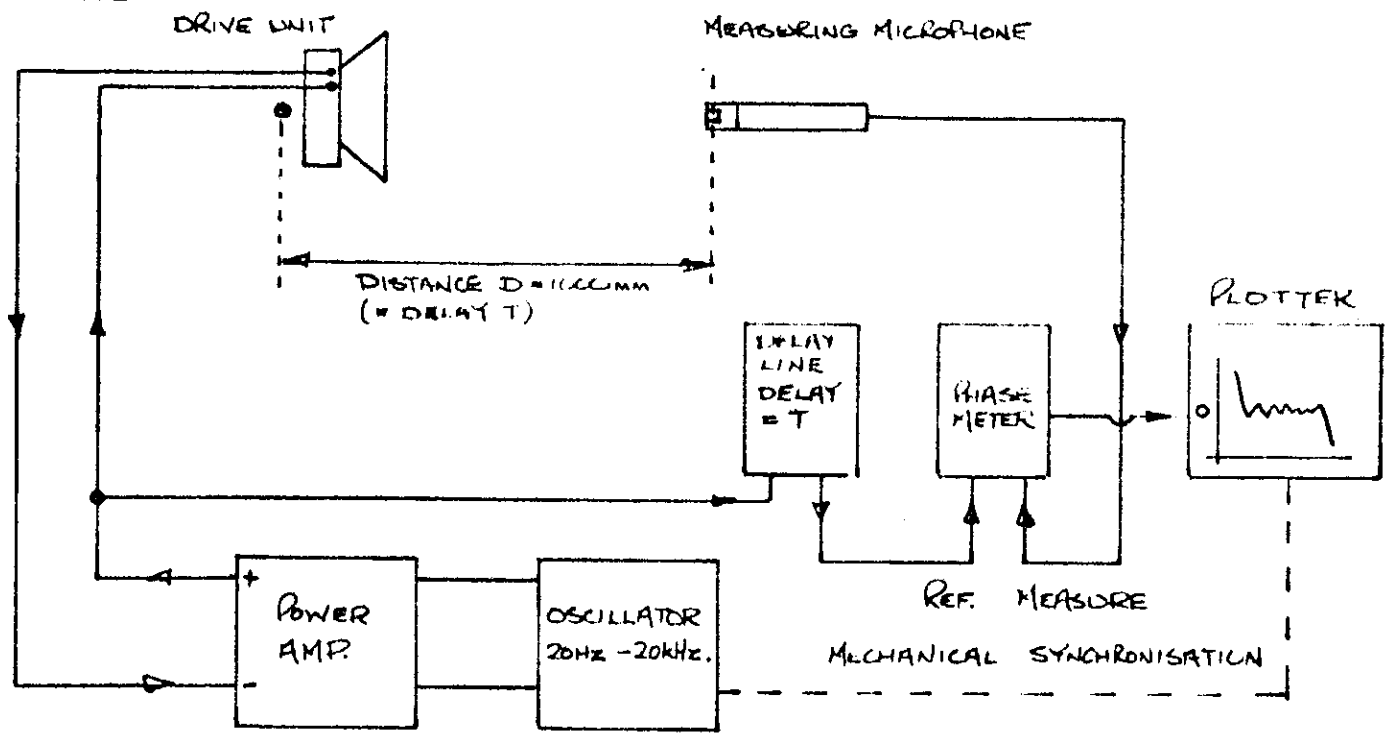 DRIVE UNIT
MEASURING MICROPHONE
DISTANCE D =
(= DELAY T)
PLOTTER
DELAY
LINE
DELAY
= T
PHASE
METER
+
POWER
AMP.
-
OSCILLATOR
20Hz - 20kHz.
REF. MEASURE
MECHANICAL SYNCHRONISATION